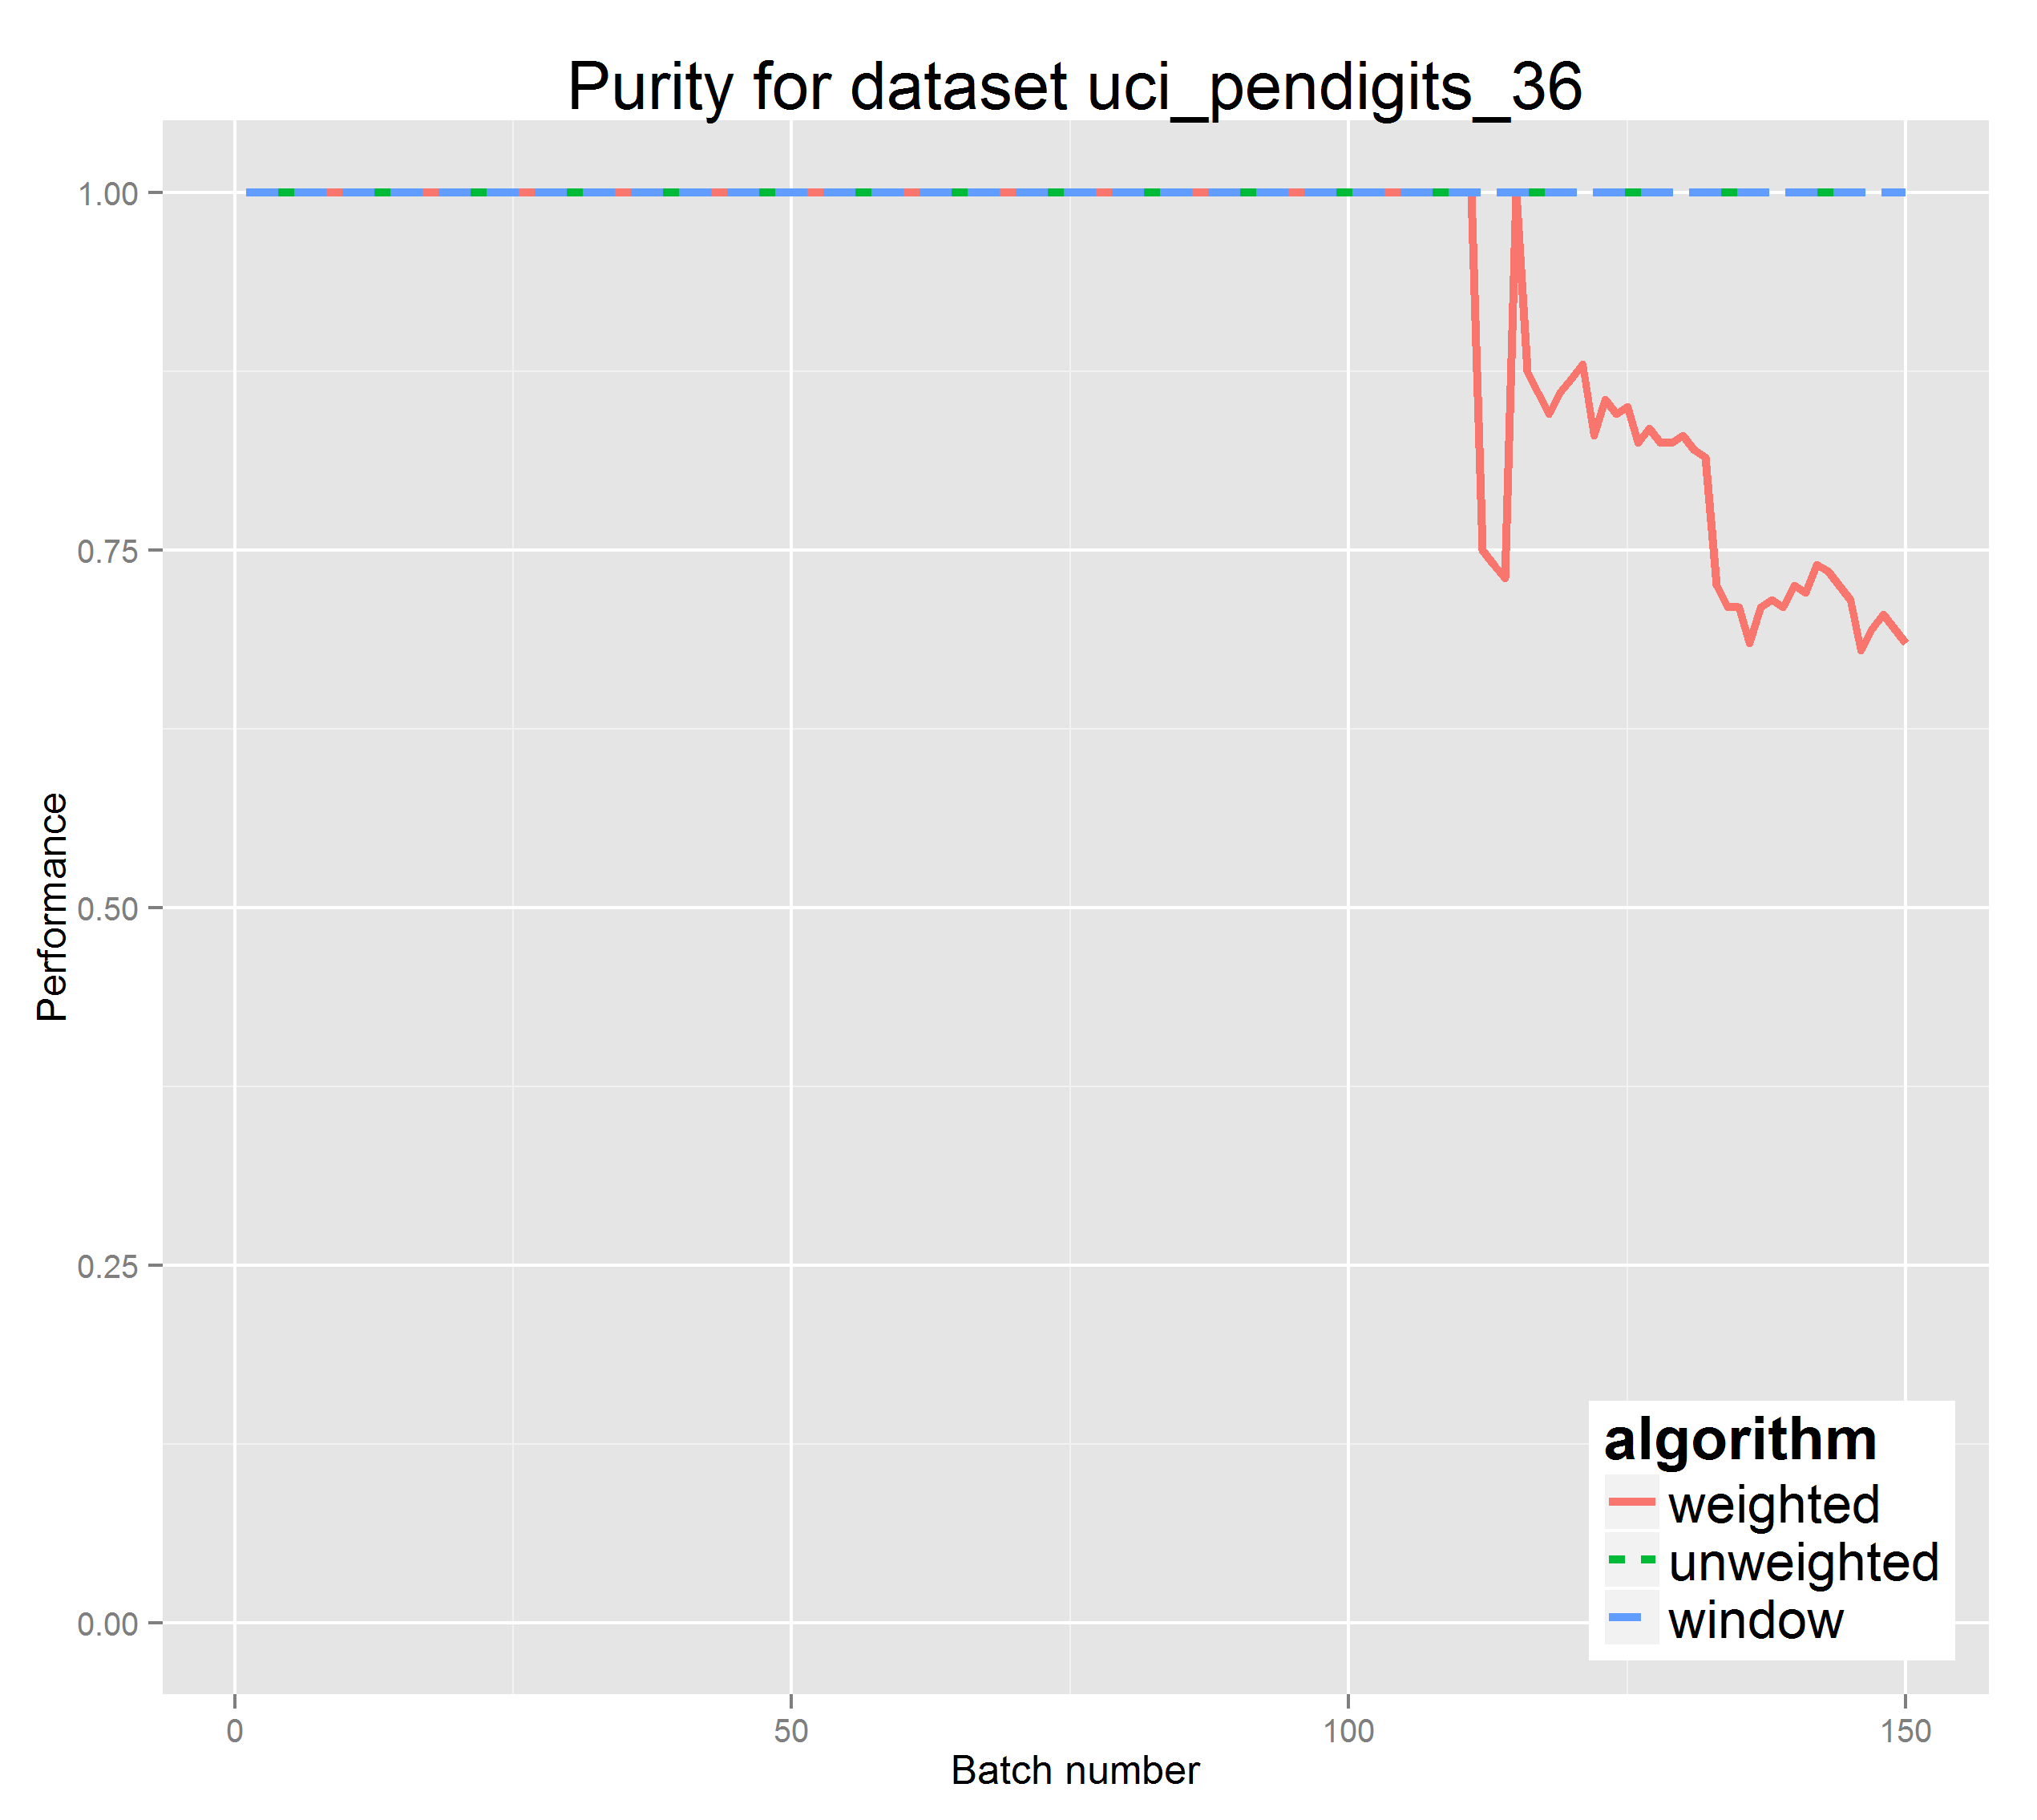 Purity for dataset uci_pendigits_36
1.00
0.75
0.50
0.25
0.00
Performance
0
50
100
150
Batch number
algorithm
weighted
unweighted
window